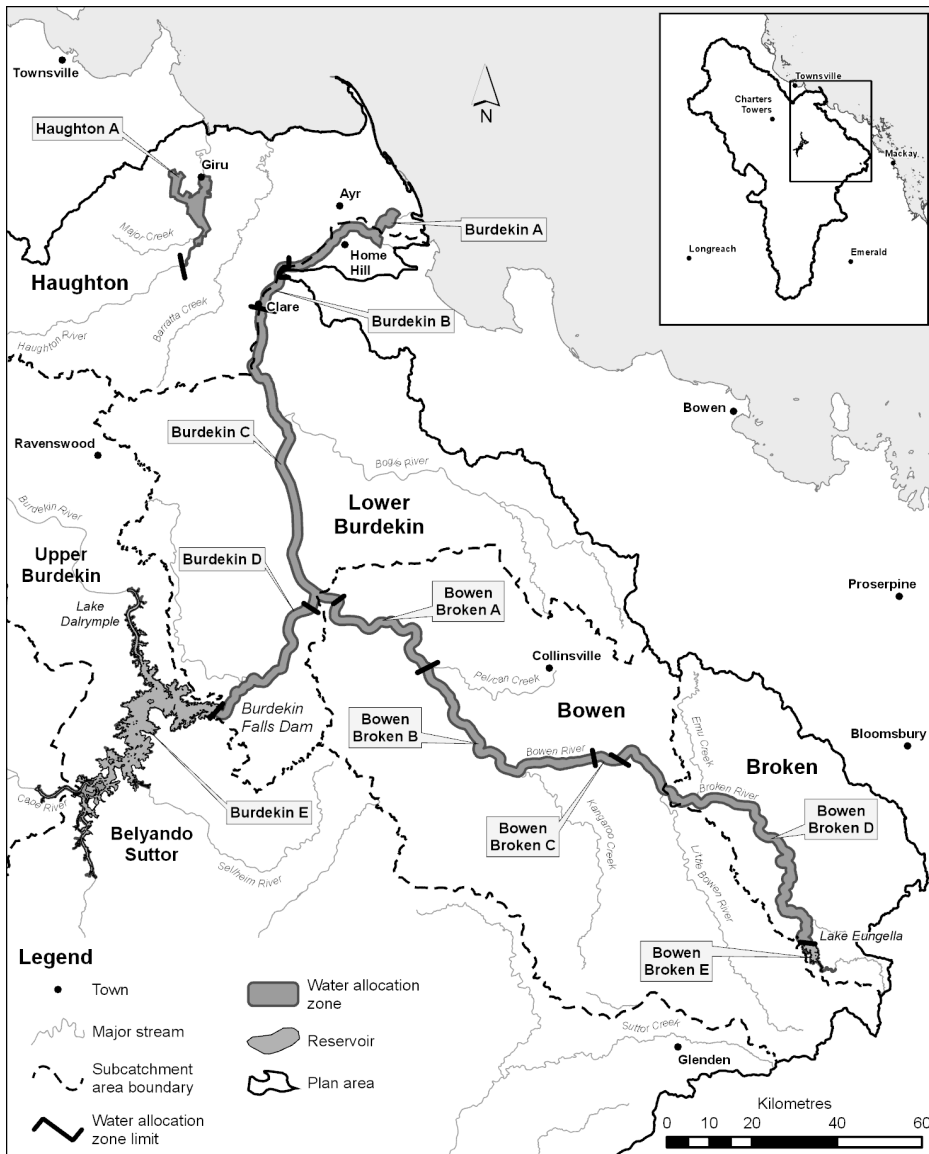 Townsville
Haughton A
Giru
Major Creek
Haughton
Haughton River
Barratta Creek
N
Ayr
Home
Hill
Burdekin A
Clare
Burdekin B
Townsville
Charters
Towers
Mackay
Longreach
Emerald
Bowen
Ravenswood
Burdekin C
Bogie River
Lower
Burdekin
Burdekin River
Upper
Burdekin
Burdekin D
Lake
Dalrymple
Bowen
Broken A
Proserpine
Collinsville
Pelican Creek
Burdekin
Falls Dam
Bowen
Bowen
Broken B
Bowen River
Emu Creek
Broken
Bloomsbury
Broken River
Cape River
Burdekin E
Belyando
Suttor
Sellheim River
Bowen
Broken C
Kangaroo Creek
Little Bowen River
Bowen
Broken D
Lake Eungella
Bowen
Broken E
Suttor Creek
Glenden
Legend
Town
Major stream
Subcatchment
area boundary
Water allocation
zone limit
Water allocation
zone
Reservoir
Plan area
Kilometres
0 10 20 40 60